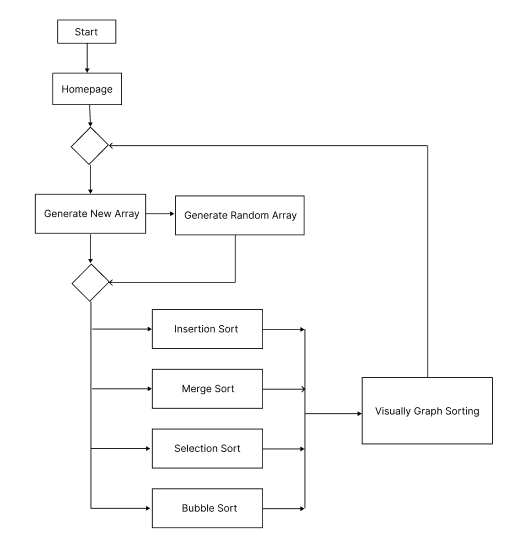 Start
Homepage
Generate New Array
Generate Random Array
Insertion Sort
Merge Sort
Visually Graph Sorting
Selection Sort
Bubble Sort